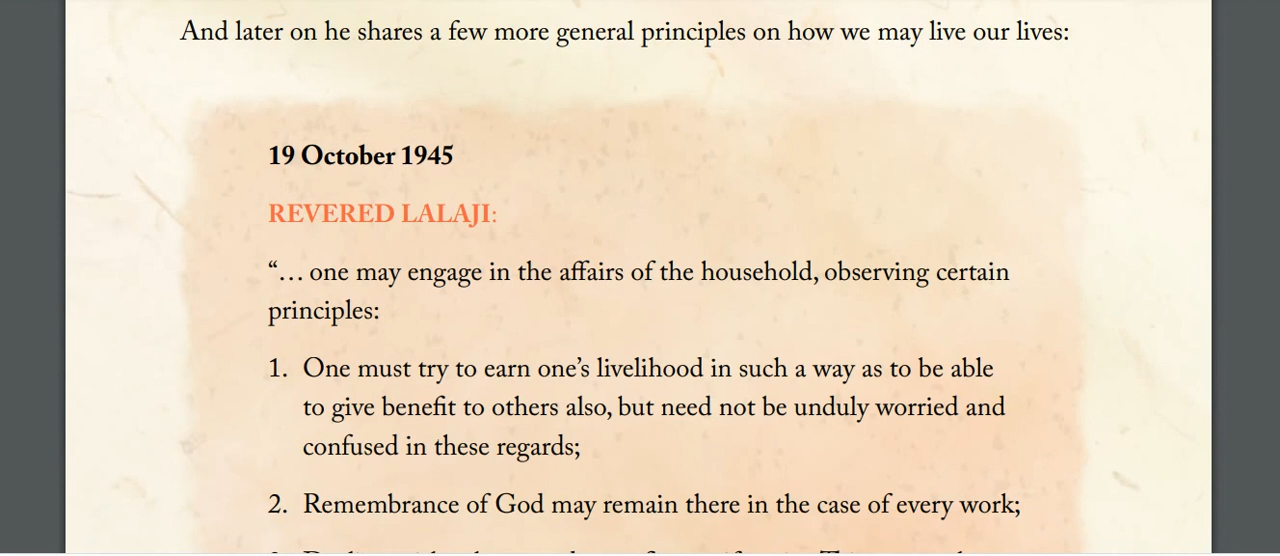 And later on he shares a few more general principles on how we may live our lives:
19 October 1945
REVERED LALAJI:
“… one may engage in the affairs of the household, observing certain
principles:
1. One must try to earn one’s livelihood in such a way as to be able
to give benefit to others also, but need not be unduly worried and
confused in these regards;
2. Remembrance of God may remain there in the case of every work;